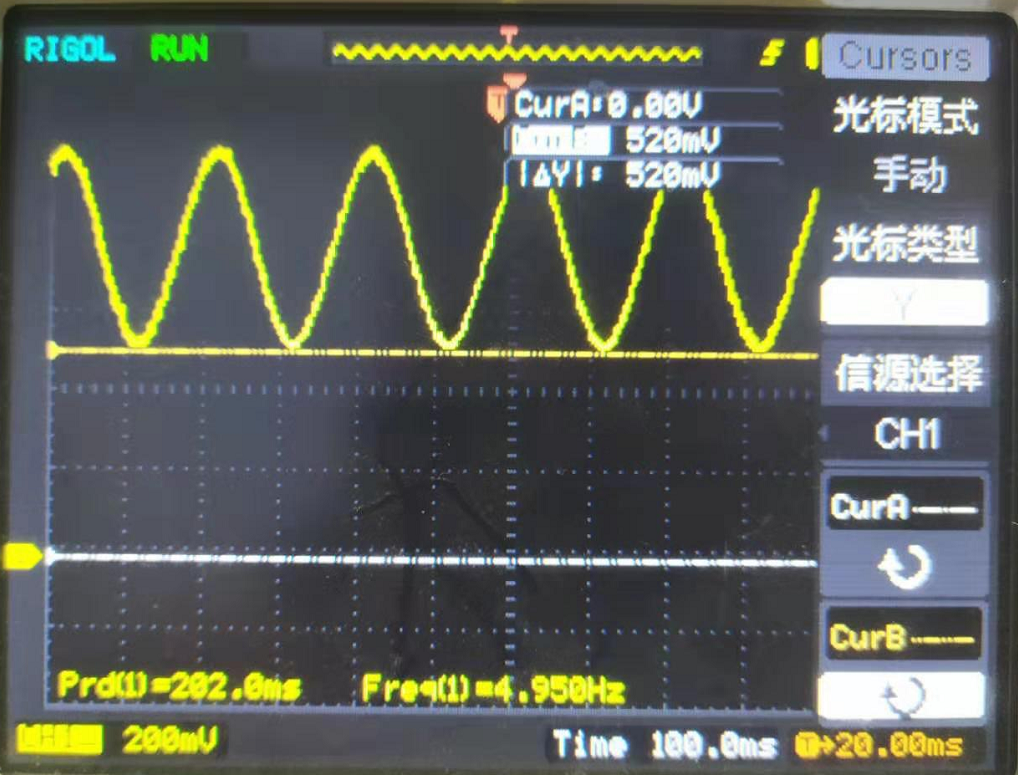 RIGOL RUN
T
Cursors
CurA:0.00V
520mV
|ΔY|: 520mV
光标模式
手动
光标类型
Y
信源选择
CH1
CurA
CurB
Prd(1)=202.0ms Freq(1)=4.950Hz
200mV Time 100.0ms T→20.00ms